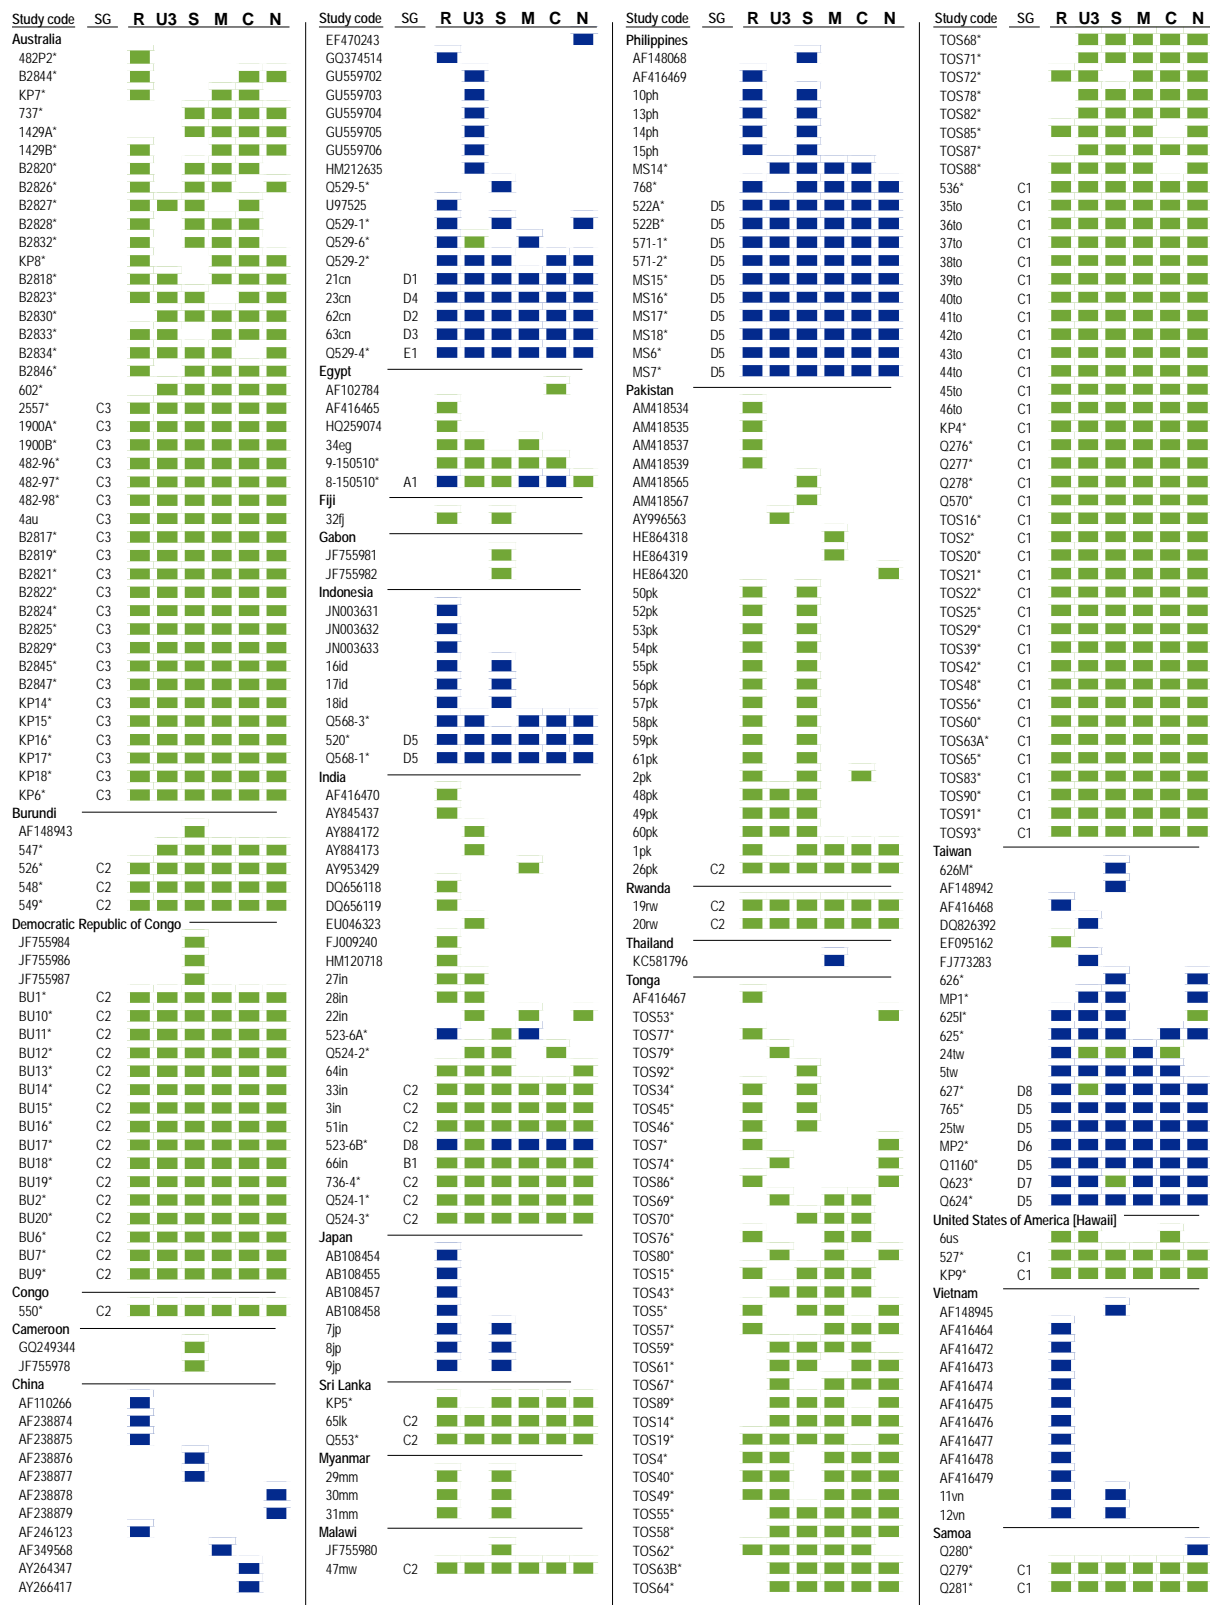 Study code SG R U3 S M C N
Australia
482P2*
B2844*
KP7*
737*
1429A*
1429B*
B2820*
B2826*
B2827*
B2828*
B2832*
KP8*
B2818*
B2823*
B2830*
B2833*
B2834*
B2846*
602*
2557* C3
1900A* C3
1900B* C3
482-96* C3
482-97* C3
482-98* C3
4au C3
B2817* C3
B2819* C3
B2821* C3
B2822* C3
B2824* C3
B2825* C3
B2829* C3
B2845* C3
B2847* C3
KP14* C3
KP15* C3
KP16* C3
KP17* C3
KP18* C3
KP6* C3
Burundi
AF148943
547*
526* C2
548* C2
549* C2
Democratic Republic of Congo
JF755984
JF755986
JF755987
BU1* C2
BU10* C2
BU11* C2
BU12* C2
BU13* C2
BU14* C2
BU15* C2
BU16* C2
BU17* C2
BU18* C2
BU19* C2
BU2* C2
BU20* C2
BU6* C2
BU7* C2
BU9* C2
Congo
550* C2
Cameroon
GQ249344
JF755978
China
AF110266
AF238874
AF238875
AF238876
AF238877
AF238878
AF238879
AF246123
AF349568
AY264347
AY266417
Study code SG R U3 S M C N
EF470243
GQ374514
GU559702
GU559703
GU559704
GU559705
GU559706
HM212635
Q529-5*
U97525
Q529-1*
Q529-6*
Q529-2*
21cn D1
23cn D4
62cn D2
63cn D3
Q529-4* E1
Egypt
AF102784
AF416465
HQ259074
34eg
9-150510*
8-150510* A1
Fiji
32fj
Gabon
JF755981
JF755982
Indonesia
JN003631
JN003632
JN003633
16id
17id
18id
Q568-3*
520* D5
Q568-1* D5
India
AF416470
AY845437
AY884172
AY884173
AY953429
DQ656118
DQ656119
EU046323
FJ009240
HM120718
27in
28in
22in
523-6A*
Q524-2*
64in
33in C2
3in C2
51in C2
523-6B* D8
66in B1
736-4* C2
Q524-1* C2
Q524-3* C2
Japan
AB108454
AB108455
AB108457
AB108458
7jp
8jp
9jp
Sri Lanka
KP5*
65lk C2
Q553* C2
Myanmar
29mm
30mm
31mm
Malawi
JF755980
47mw C2
Study code SG R U3 S M C N
Philippines
AF148068
AF416469
10ph
13ph
14ph
15ph
MS14*
768*
522A* D5
522B* D5
571-1* D5
571-2* D5
MS15* D5
MS16* D5
MS17* D5
MS18* D5
MS6* D5
MS7* D5
Pakistan
AM418534
AM418535
AM418537
AM418539
AM418565
AM418567
AY996563
HE864318
HE864319
HE864320
50pk
52pk
53pk
54pk
55pk
56pk
57pk
58pk
59pk
61pk
2pk
48pk
49pk
60pk
1pk
26pk C2
Rwanda
19rw C2
20rw C2
Thailand
KC581796
Tonga
AF416467
TOS53*
TOS77*
TOS79*
TOS92*
TOS34*
TOS45*
TOS46*
TOS7*
TOS74*
TOS86*
TOS69*
TOS70*
TOS76*
TOS80*
TOS15*
TOS43*
TOS5*
TOS57*
TOS59*
TOS61*
TOS67*
TOS89*
TOS14*
TOS19*
TOS4*
TOS40*
TOS49*
TOS55*
TOS58*
TOS62*
TOS63B*
TOS64*
Study code SG R U3 S M C N
TOS68*
TOS71*
TOS72*
TOS78*
TOS82*
TOS85*
TOS87*
TOS88*
536* C1
35to C1
36to C1
37to C1
38to C1
39to C1
40to C1
41to C1
42to C1
43to C1
44to C1
45to C1
46to C1
KP4* C1
Q276* C1
Q277* C1
Q278* C1
Q570* C1
TOS16* C1
TOS2* C1
TOS20* C1
TOS21* C1
TOS22* C1
TOS25* C1
TOS29* C1
TOS39* C1
TOS42* C1
TOS48* C1
TOS56* C1
TOS60* C1
TOS63A* C1
TOS65* C1
TOS83* C1
TOS90* C1
TOS91* C1
TOS93* C1
Taiwan
626M*
AF148942
AF416468
DQ826392
EF095162
FJ773283
626*
MP1*
625I*
625*
24tw
5tw
627* D8
765* D5
25tw D5
MP2* D6
Q1160* D5
Q623* D7
Q624* D5
United States of America [Hawaii]
6us
527* C1
KP9* C1
Vietnam
AF148945
AF416464
AF416472
AF416473
AF416474
AF416475
AF416476
AF416477
AF416478
AF416479
11vn
12vn
Samoa
Q280*
Q279* C1
Q281* C1